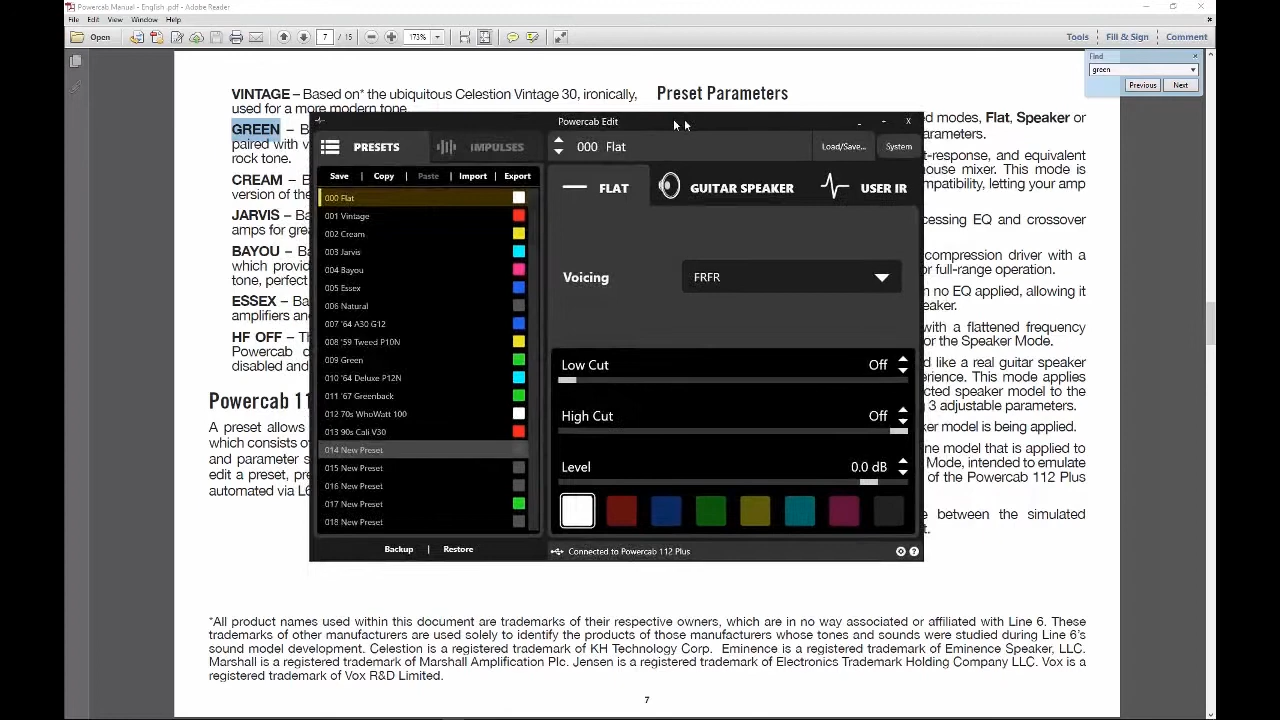 Powercab Manual - English .pdf - Adobe Reader
File Edit View Window Help
Open 7 / 15 173% Tools Fill & Sign Comment
Find
green
Previous Next
VINTAGE – Based on* the ubiquitous Celestion Vintage 30, ironically,
used for a more modern tone.
GREEN – B
paired with v
rock tone.
CREAM – B
version of the
JARVIS – Ba
amps for gre
BAYOU – Ba
which provid
tone, perfect
ESSEX – Ba
amplifiers an
HF OFF – Th
Powercab d
disabled and
Powercab 11
A preset allows
which consists o
and parameter s
edit a preset, pre
automated via L6
Preset Parameters
ed modes, Flat, Speaker or
arameters.
t-response, and equivalent
house mixer. This mode is
mpatibility, letting your amp
cessing EQ and crossover
compression driver with a
or full-range operation.
n no EQ applied, allowing it
eaker.
with a flattened frequency
or the Speaker Mode.
d like a real guitar speaker
erience. This mode applies
cted speaker model to the
g 3 adjustable parameters.
ker model is being applied.
ne model that is applied to
Mode, intended to emulate
of the Powercab 112 Plus
e between the simulated
t.
Powercab Edit
PRESETS IMPULSES
000 Flat
Load/Save... System
Save Copy Paste Import Export
000 Flat
001 Vintage
002 Cream
003 Jarvis
004 Bayou
005 Essex
006 Natural
007 '64 A30 G12
008 '59 Tweed P10N
009 Green
010 '64 Deluxe P12N
011 '67 Greenback
012 70s WhoWatt 100
013 90s Cali V30
014 New Preset
015 New Preset
016 New Preset
017 New Preset
018 New Preset
Backup Restore
FLAT GUITAR SPEAKER USER IR
Voicing FRFR
Low Cut Off
High Cut Off
Level 0.0 dB
Connected to Powercab 112 Plus
*All product names used within this document are trademarks of their respective owners, which are in no way associated or affiliated with Line 6. These
trademarks of other manufacturers are used solely to identify the products of those manufacturers whose tones and sounds were studied during Line 6's
sound model development. Celestion is a registered trademark of KH Technology Corp. Eminence is a registered trademark of Eminence Speaker, LLC.
Marshall is a registered trademark of Marshall Amplification Plc. Jensen is a registered trademark of Electronics Trademark Holding Company LLC. Vox is a
registered trademark of Vox R&D Limited.
7